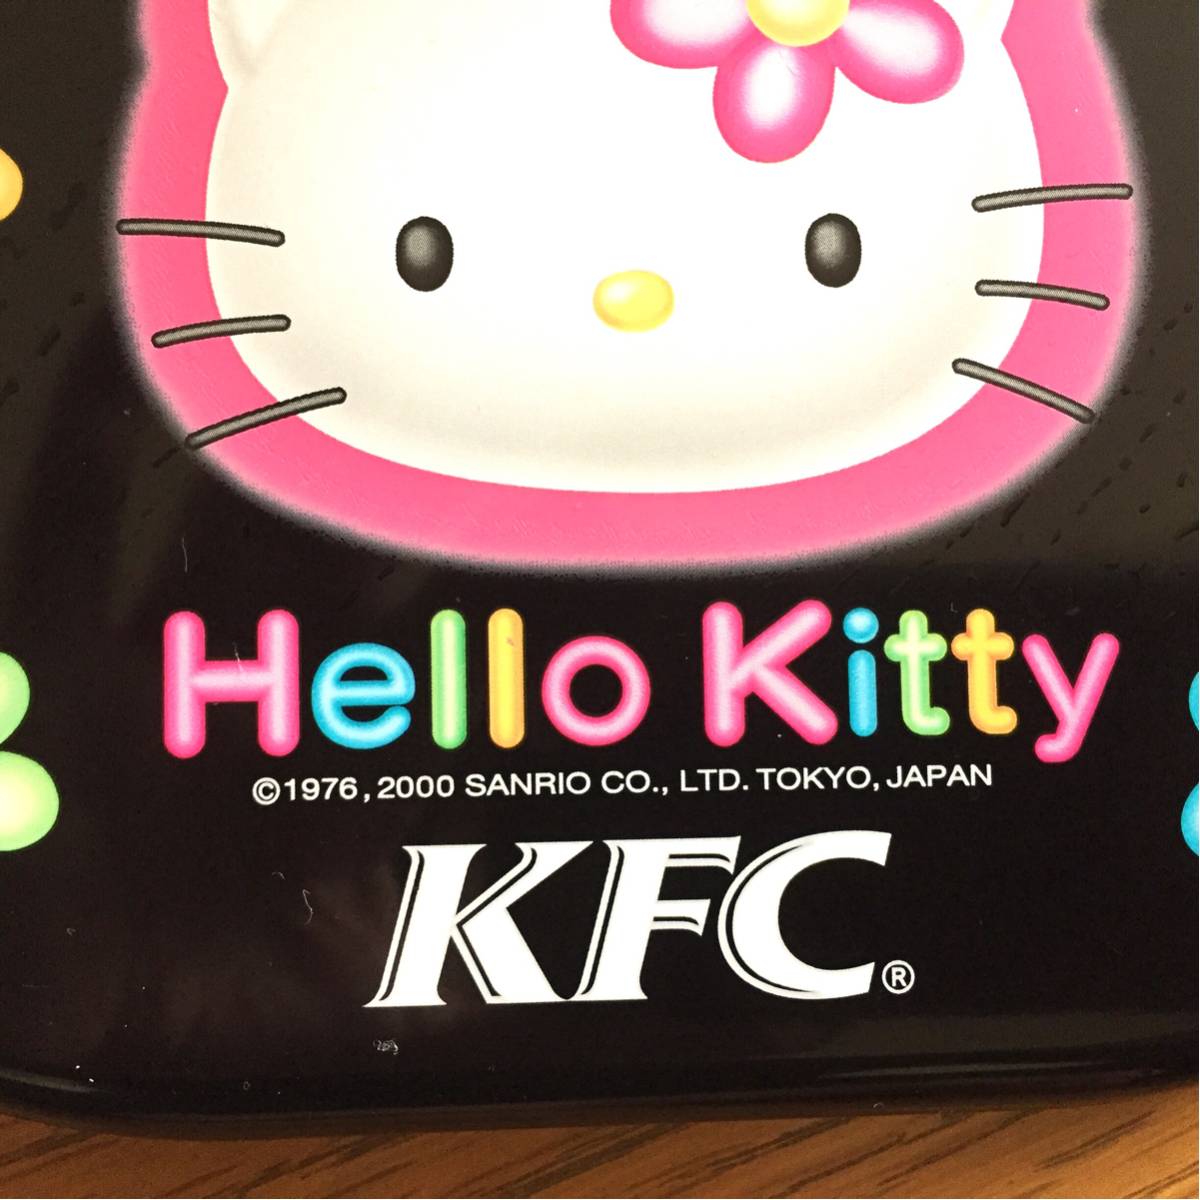 Hello Kitty
©1976, 2000 SANRIO CO., LTD. TOKYO, JAPAN
KFC®